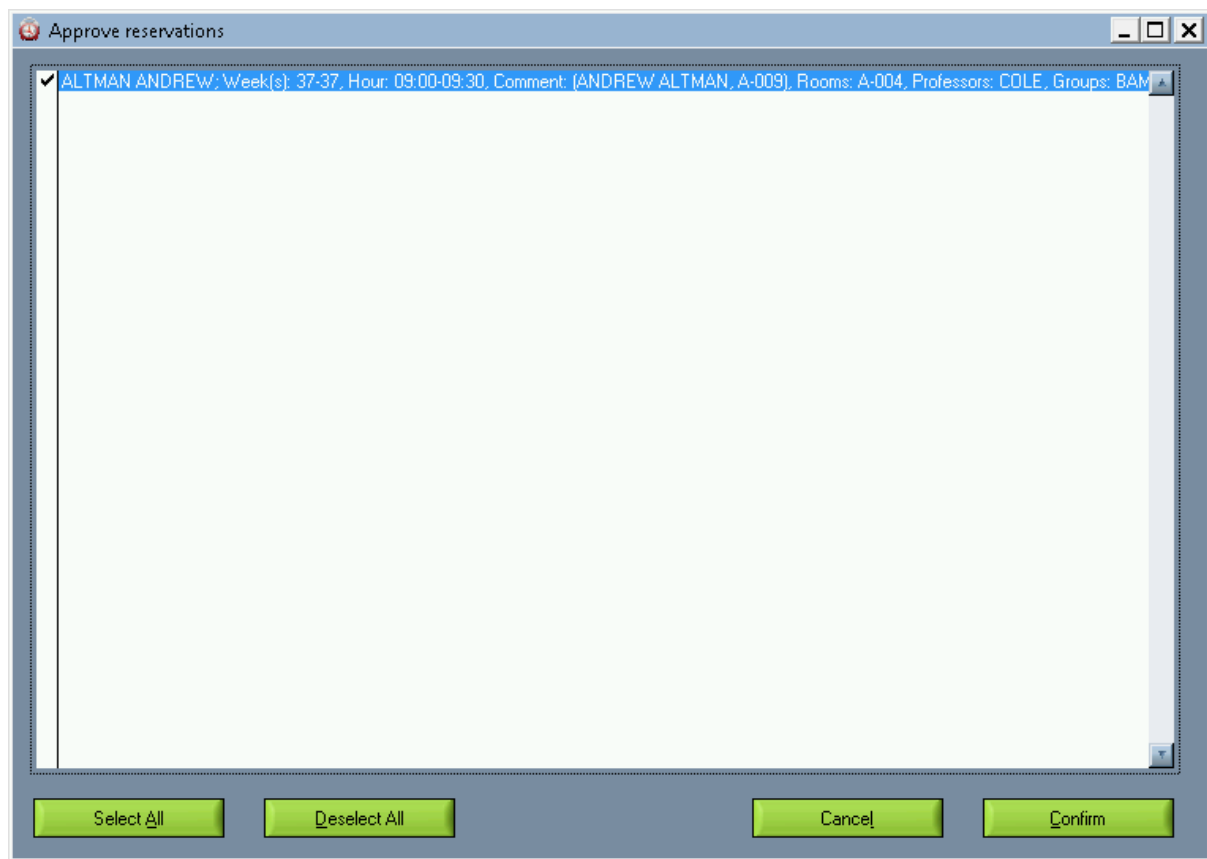 Approve reservations
ALTMAN ANDREW; Week(s): 37-37, Hour: 09:00-09:30, Comment: (ANDREW ALTMAN, A-009), Rooms: A-004, Professors: COLE, Groups: BAM
Select All
Deselect All
Cancel
Confirm